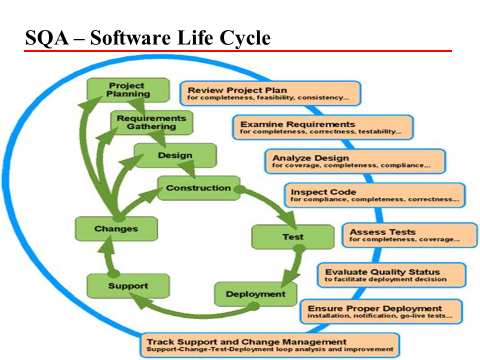 SQA – Software Life Cycle
Project
Planning
Review Project Plan
for completeness, feasibility, consistency...
Requirements
Gathering
Examine Requirements
for completeness, correctness, testability...
Design
Analyze Design
for coverage, completeness, compliance...
Construction
Inspect Code
for compliance, completeness, correctness...
Changes
Test
Assess Tests
for completeness, coverage...
Support
Deployment
Evaluate Quality Status
to facilitate deployment decision
Ensure Proper Deployment
installation, notification, go-live tests...
Track Support and Change Management
Support-Change-Test-Deployment loop analysis and improvement